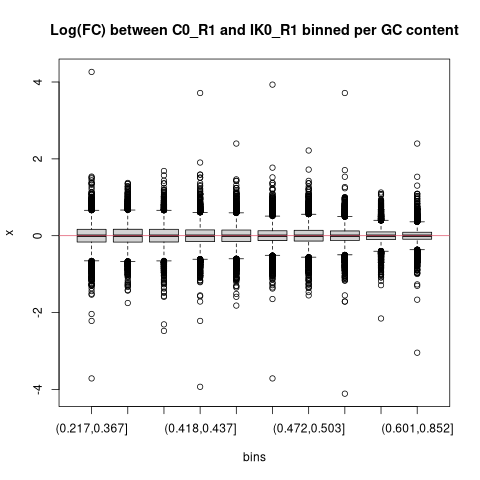 Log(FC) between C0_R1 and IK0_R1 binned per GC content
4
2
0
-2
-4
x
(0.217,0.367] (0.418,0.437] (0.472,0.503] (0.601,0.852]
bins